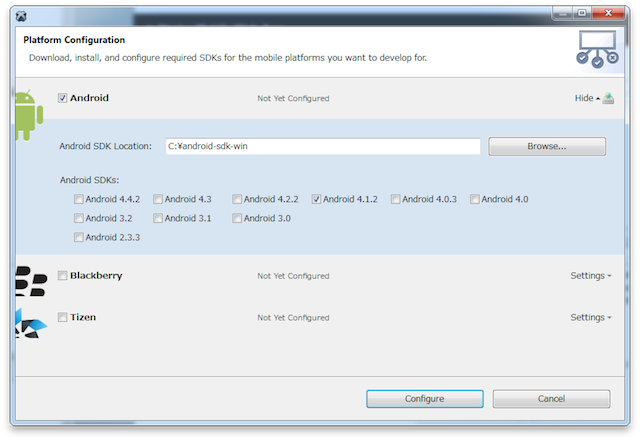 Platform Configuration
Download, install, and configure required SDKs for the mobile platforms you want to develop for.
Android Not Yet Configured Hide
Android SDK Location: C:¥android-sdk-win Browse...
Android SDKs:
Android 4.4.2 Android 4.3 Android 4.2.2 Android 4.1.2 Android 4.0.3 Android 4.0
Android 3.2 Android 3.1 Android 3.0
Android 2.3.3
Blackberry Not Yet Configured Settings
Tizen Not Yet Configured Settings
Configure Cancel